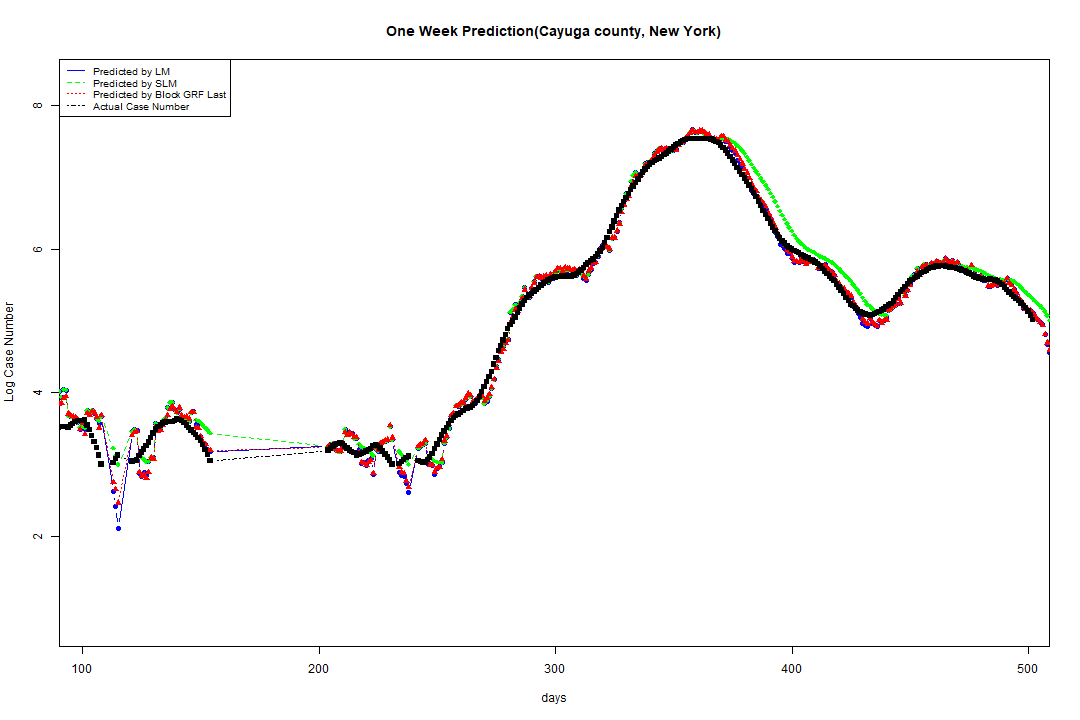 One Week Prediction(Cayuga county, New York)
Predicted by LM
Predicted by SLM
Predicted by Block GRF Last
Actual Case Number
8
6
4
2
Log Case Number
100 200 300 400 500
days